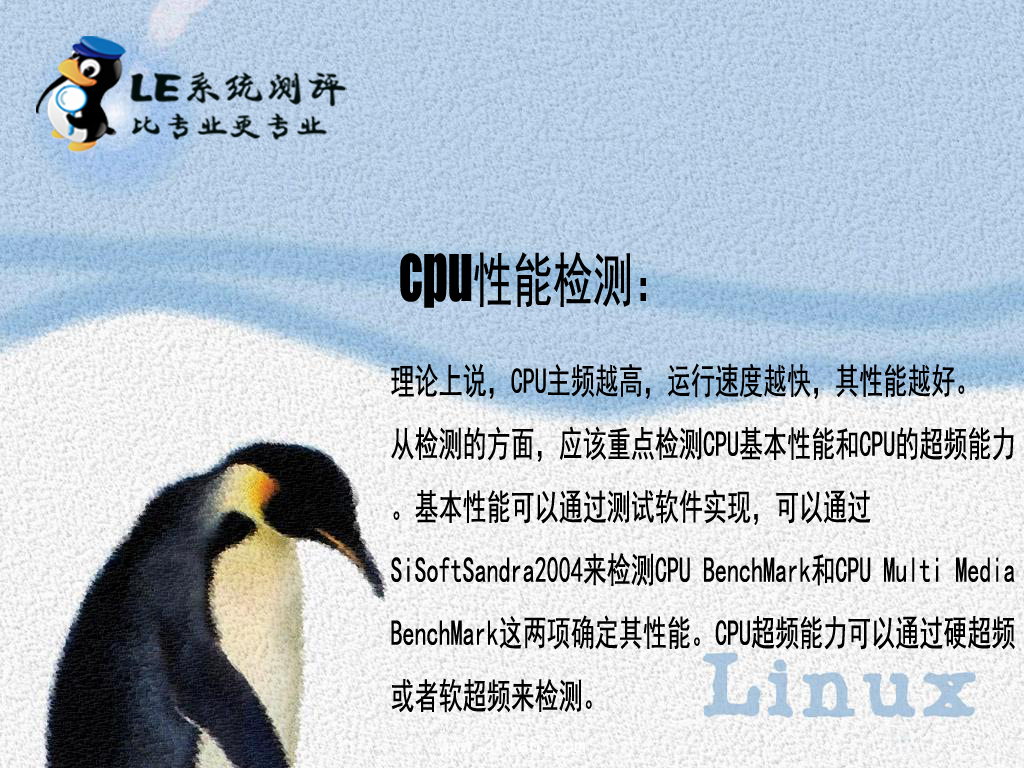 LE系统测评
比专业更专业
cpu性能检测：
理论上说，CPU主频越高，运行速度越快，其性能越好。
从检测的方面，应该重点检测CPU基本性能和CPU的超频能力
。基本性能可以通过测试软件实现，可以通过
SiSoftSandra2004来检测CPU BenchMark和CPU Multi Media
BenchMark这两项确定其性能。CPU超频能力可以通过硬超频
或者软超频来检测。
Linux